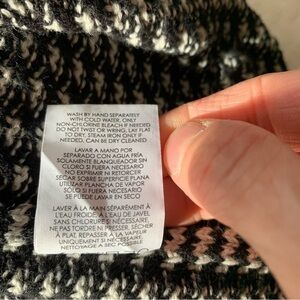 WASH BY HAND SEPARATELY
WITH COLD WATER, ONLY
NON-CHLORINE BLEACH IF NEEDED
DO NOT TWIST OR WRING, LAY FLAT
TO DRY, STEAM IRON ONLY IF
NEEDED, CAN BE DRY CLEANED
LAVAR A MANO POR
SEPARADO CON AGUA FRÍA
SOLAMENTE BLANQUEADOR SIN
CLORO SI ES NECESARIO
NO EXPRIMIR NI RETORCER
SECAR SOBRE SUPERFICIE PLANA
UTILIZAR PLANCHA DE VAPOR
SOLO SI ES NECESARIO
SE PUEDE LAVAR EN SECO
LAVER À LA MAIN SÉPARÉMENT À
L'EAU FROIDE, À L'EAU DE JAVEL
SANS CHLORURE SI NÉCESSAIRE,
NE PAS TORDRE NI PRESSER, SÉCHER
À PLAT, REPASSER À LA VAPEUR
UNIQUEMENT SI NÉCESSAIRE
NETTOYAGE À SEC OK